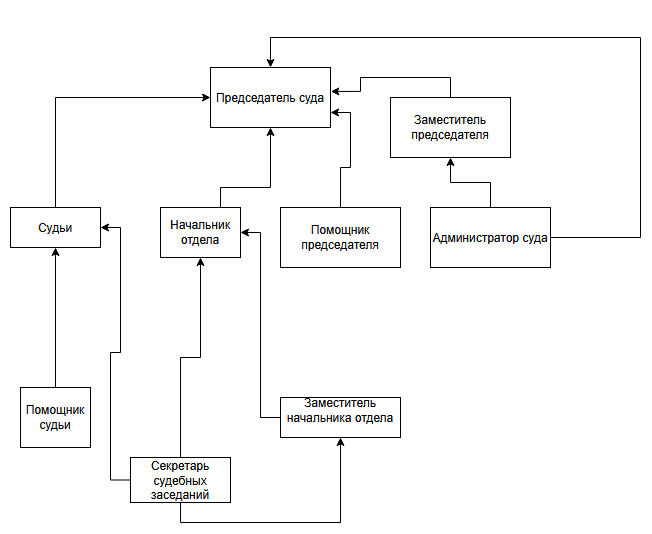 Председатель суда
Заместитель
председателя
Судьи
Начальник
отдела
Помощник
председателя
Администратор суда
Помощник
судьи
Заместитель
начальника отдела
Секретарь
судебных
заседаний